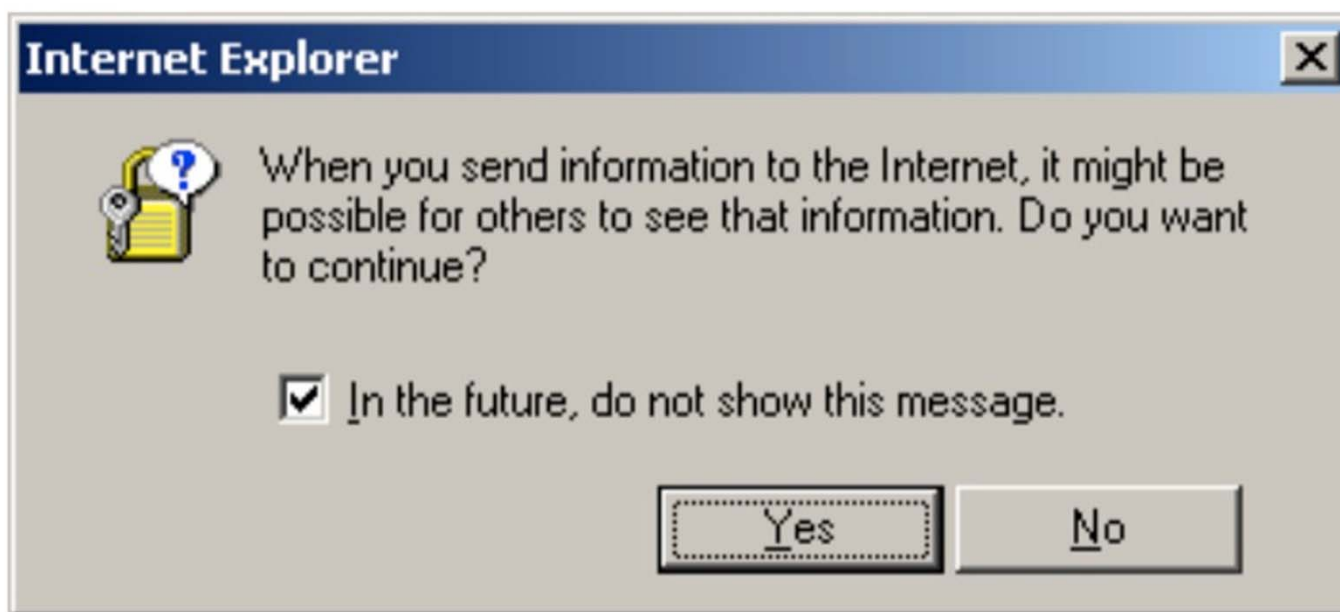 Internet Explorer
?
When you send information to the Internet, it might be
possible for others to see that information. Do you want
to continue?
In the future, do not show this message.
Yes No